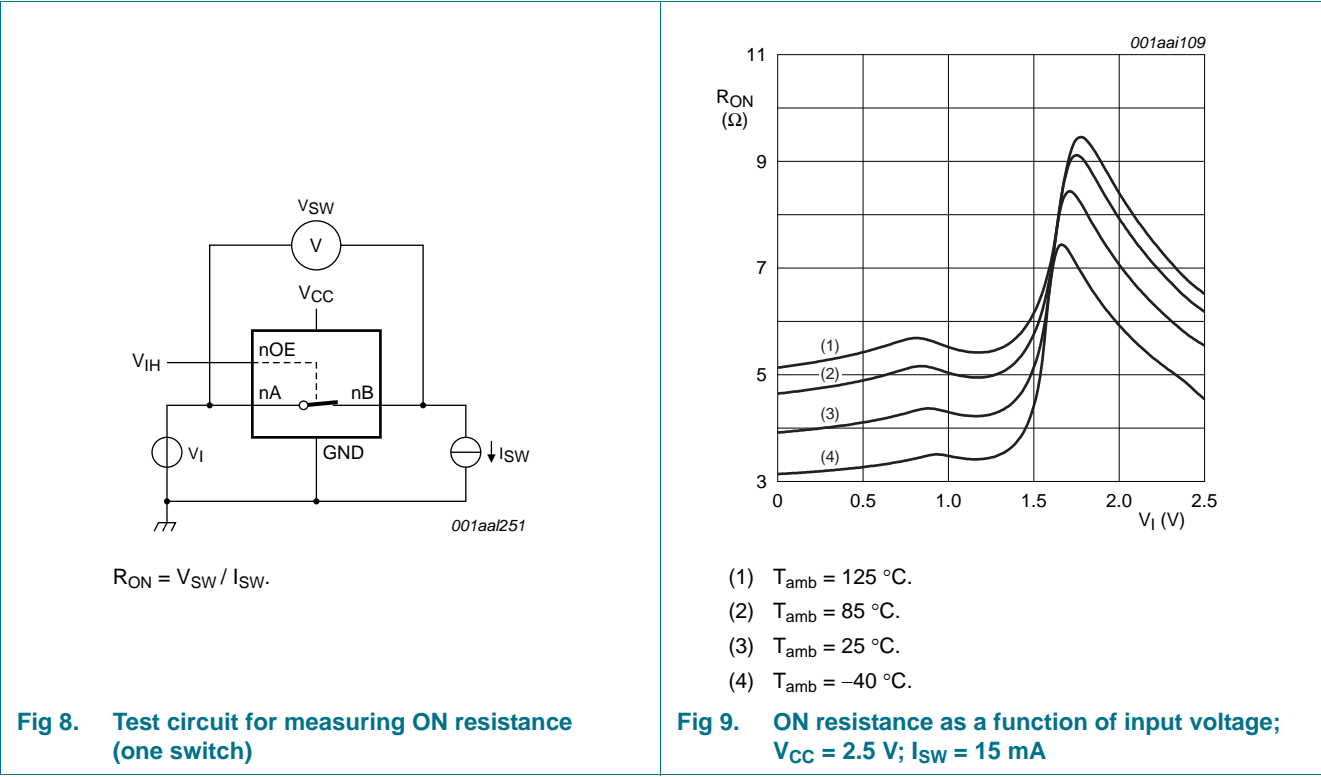 VSW
V
VCC
nOE
VIH
nA
nB
VI
GND
ISW
001aal251
RON = VSW / ISW.
Fig 8. Test circuit for measuring ON resistance
(one switch)
001aai109
11
RON
(Ω)
9
7
5
3
(1)
(2)
(3)
(4)
0 0.5 1.0 1.5 2.0 2.5
VI (V)
(1) Tamb = 125 °C.
(2) Tamb = 85 °C.
(3) Tamb = 25 °C.
(4) Tamb = −40 °C.
Fig 9. ON resistance as a function of input voltage;
VCC = 2.5 V; ISW = 15 mA